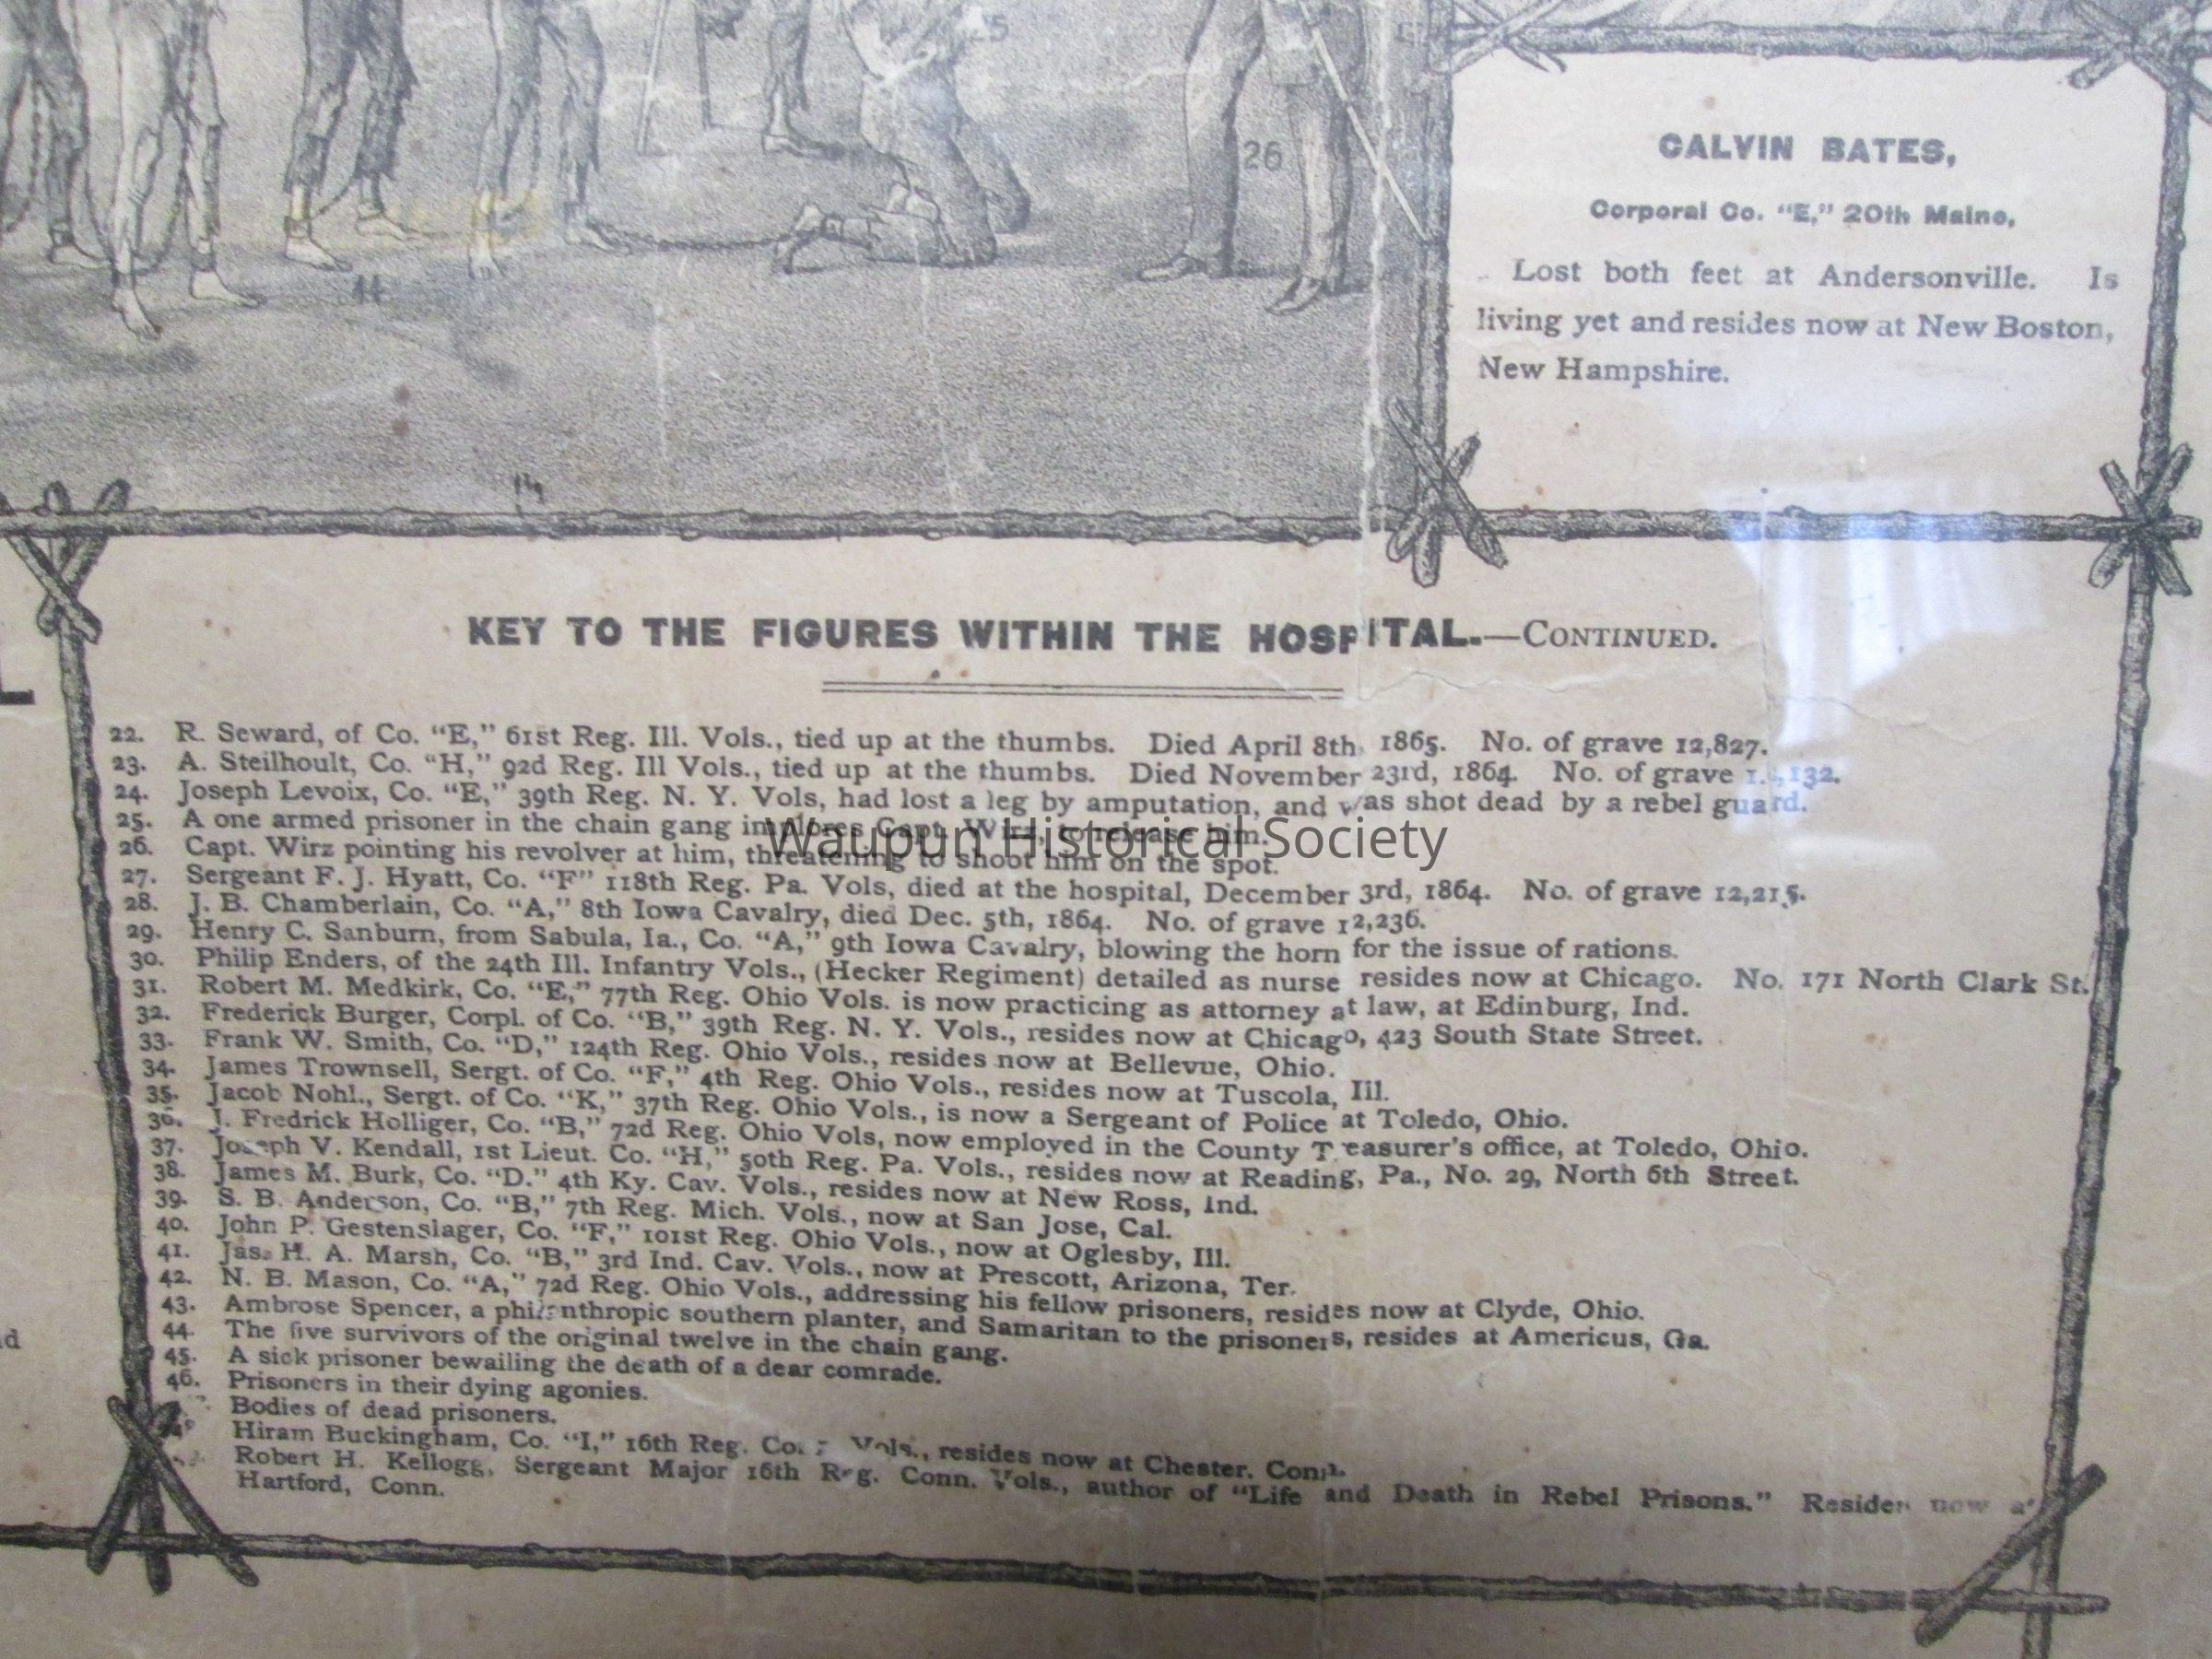 25
26
14
CALVIN BATES,
Corporal Co. "E," 20th Maine,
Lost both feet at Andersonville. Is
living yet and resides now at New Boston,
New Hampshire.
KEY TO THE FIGURES WITHIN THE HOSPITAL.—CONTINUED.
22. R. Seward, of Co. "E," 61st Reg. Ill. Vols., tied up at the thumbs. Died April 8th, 1865. No. of grave 12,827.
23. A. Steilhoult, Co. "H," 92d Reg. Ill Vols., tied up at the thumbs. Died November 23rd, 1864. No. of grave
24. Joseph Levoix, Co. "E," 39th Reg. N. Y. Vols, had lost a leg by amputation, and was shot dead by a rebel guard.
25. A one armed prisoner in the chain gang implores Capt. Wirz, to release him.
Waupun Historical Society
26. Capt. Wirz pointing his revolver at him, threatening to shoot him on the spot.
27. Sergeant F. J. Hyatt, Co. "F" 118th Reg. Pa. Vols, died at the hospital, December 3rd, 1864. No. of grave 12,215.
28. J. B. Chamberlain, Co. "A," 8th Iowa Cavalry, died Dec. 5th, 1864. No. of grave 12,236.
29. Henry C. Sanburn, from Sabula, Ia., Co. "A," 9th Iowa Cavalry, blowing the horn for the issue of rations.
30. Philip Enders, of the 24th Ill. Infantry Vols., (Hecker Regiment) detailed as nurse resides now at Chicago. No. 171 North Clark St.
31. Robert M. Medkirk, Co. "E," 77th Reg. Ohio Vols. is now practicing as attorney at law, at Edinburg, Ind.
32. Frederick Burger, Corpl. of Co. "B," 39th Reg. N. Y. Vols., resides now at Chicago, 423 South State Street.
33. Frank W. Smith, Co. "D," 124th Reg. Ohio Vols., resides now at Bellevue, Ohio.
34. James Trownsell, Sergt. of Co. "F," 4th Reg. Ohio Vols., resides now at Tuscola, Ill.
35. Jacob Nohl., Sergt. of Co. "K," 37th Reg. Ohio Vols., is now a Sergeant of Police at Toledo, Ohio.
36. J. Fredrick Holliger, Co. "B," 72d Reg. Ohio Vols, now employed in the County Treasurer's office, at Toledo, Ohio.
37. Joseph V. Kendall, 1st Lieut. Co. "H," 50th Reg. Pa. Vols., resides now at Reading, Pa., No. 29, North 6th Street.
38. James M. Burk, Co. "D." 4th Ky. Cav. Vols., resides now at New Ross, Ind.
39. S. B. Anderson, Co. "B," 7th Reg. Mich. Vols., now at San Jose, Cal.
40. John P. Gestenslager, Co. "F," 101st Reg. Ohio Vols., now at Oglesby, Ill.
41. Jas. H. A. Marsh, Co. "B," 3rd Ind. Cav. Vols., now at Prescott, Arizona, Ter.
42. N. B. Mason, Co. "A," 72d Reg. Ohio Vols., addressing his fellow prisoners, resides now at Clyde, Ohio.
43. Ambrose Spencer, a philanthropic southern planter, and Samaritan to the prisoners, resides at Americus, Ga.
44. The five survivors of the original twelve in the chain gang.
45. A sick prisoner bewailing the death of a dear comrade.
46. Prisoners in their dying agonies.
Bodies of dead prisoners.
Hiram Buckingham, Co. "I," 16th Reg. Vols., resides now at Chester, Conn.
Robert H. Kellogg, Sergeant Major 16th Reg. Conn. Vols., author of "Life and Death in Rebel Prisons." Resides now at
Hartford, Conn.